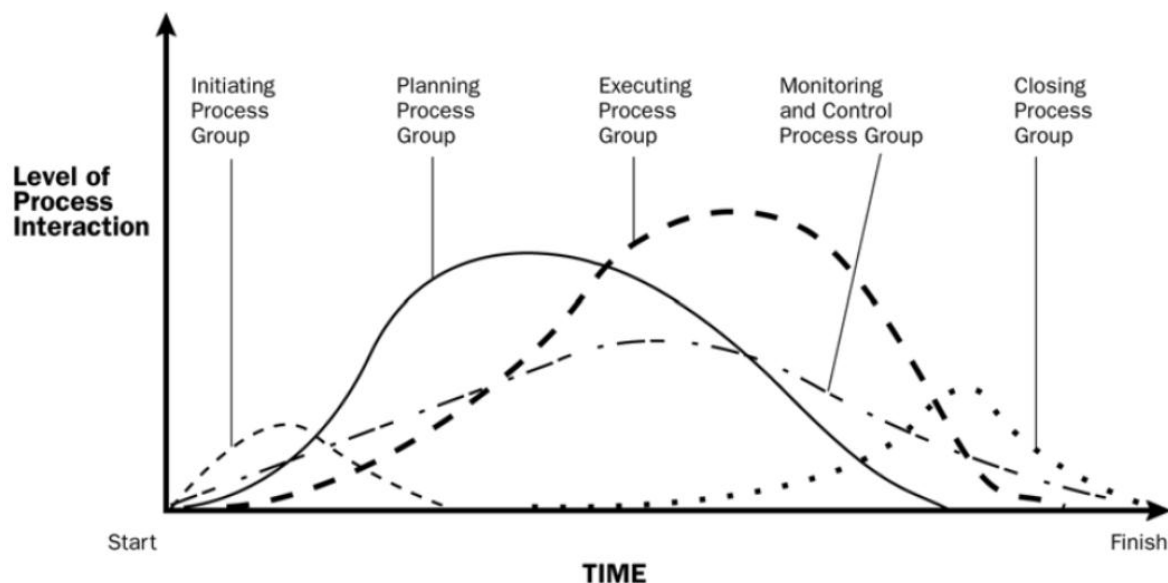 Initiating
Process
Group
Planning
Process
Group
Executing
Process
Group
Monitoring
and Control
Process Group
Closing
Process
Group
Level of
Process
Interaction
Start
Finish
TIME